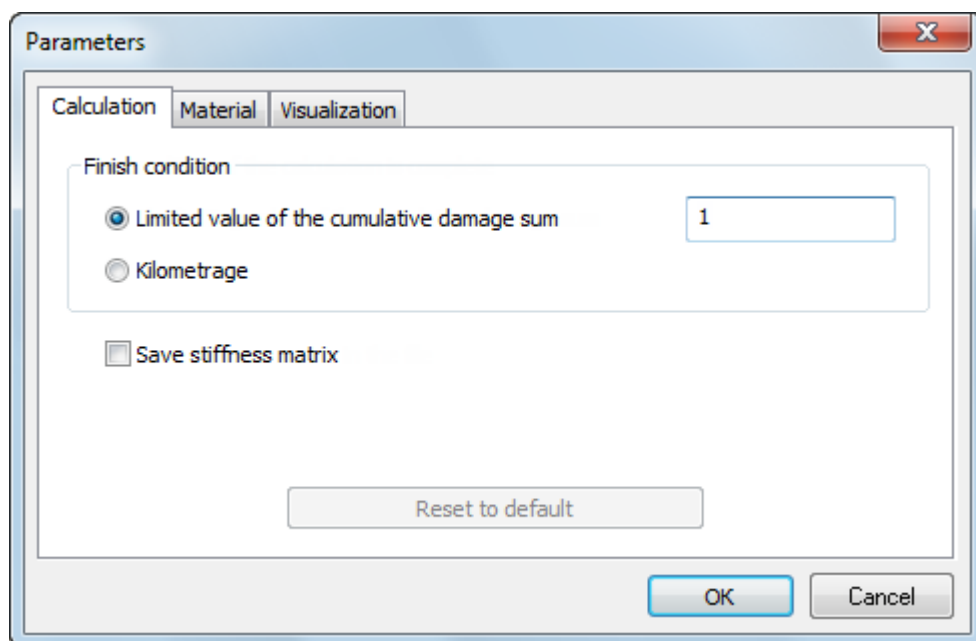 Parameters
Calculation Material Visualization
Finish condition
Limited value of the cumulative damage sum 1
Kilometrage
Save stiffness matrix
Reset to default
OK Cancel